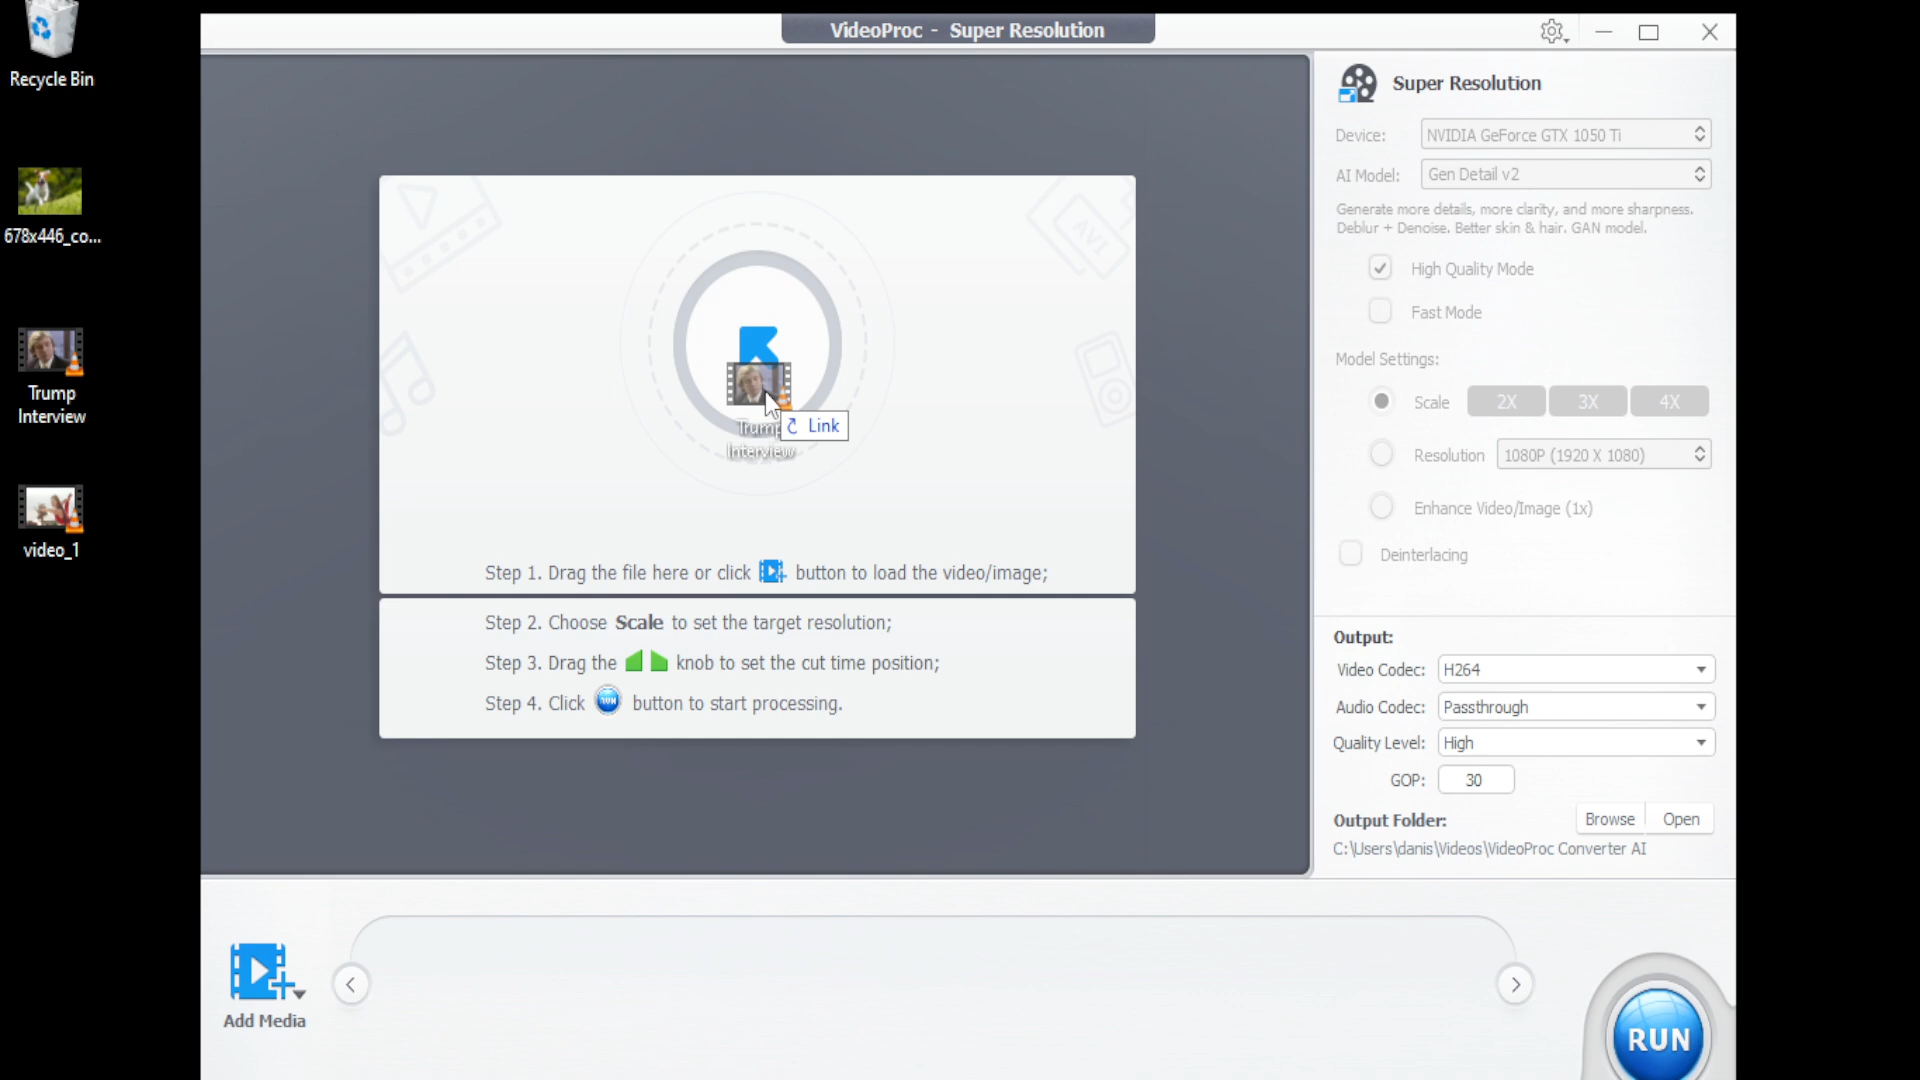 VideoProc - Super Resolution
Recycle Bin
678x446_co...
Trump
Interview
video_1
AVI
Trump
Interview
Link
Step 1. Drag the file here or click button to load the video/image;
Step 2. Choose Scale to set the target resolution;
Step 3. Drag the knob to set the cut time position;
Step 4. Click RUN button to start processing.
Super Resolution
Device: NVIDIA GeForce GTX 1050 Ti
AI Model: Gen Detail v2
Generate more details, more clarity, and more sharpness.
Deblur + Denoise. Better skin & hair. GAN model.
High Quality Mode
Fast Mode
Model Settings:
Scale 2X 3X 4X
Resolution 1080P (1920 X 1080)
Enhance Video/Image (1x)
Deinterlacing
Output:
Video Codec: H264
Audio Codec: Passthrough
Quality Level: High
GOP: 30
Output Folder: Browse Open
C:\Users\danis\Videos\VideoProc Converter AI
Add Media
RUN